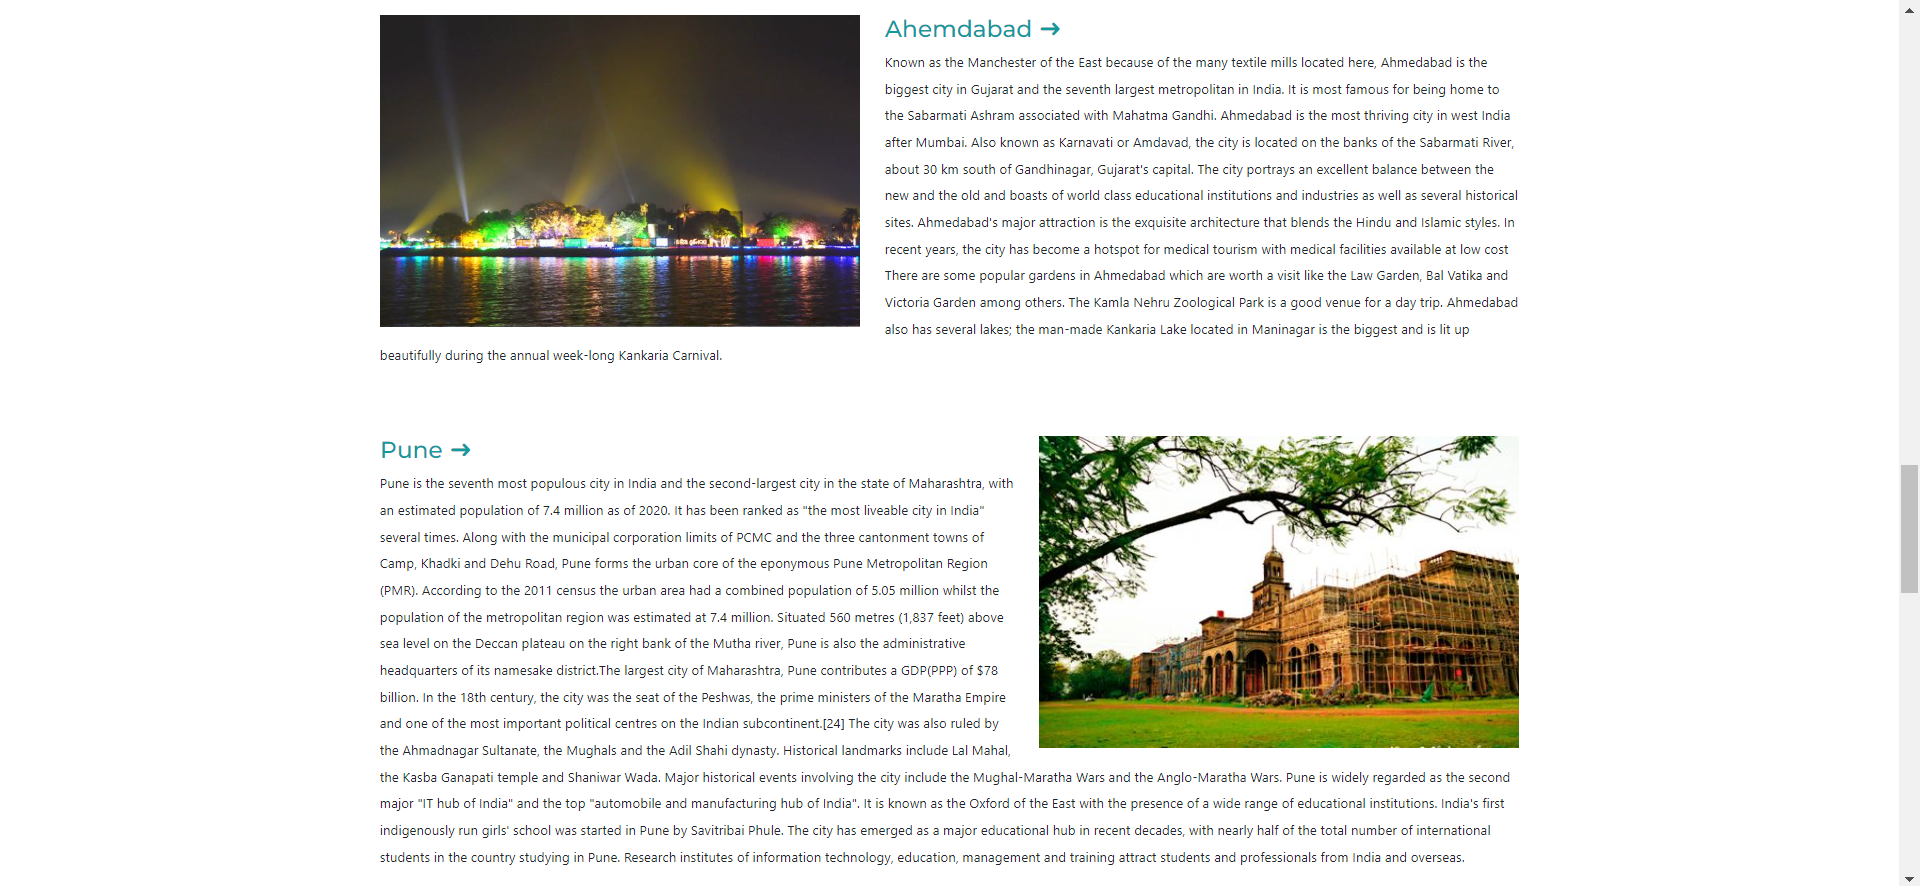 Ahemdabad →
Known as the Manchester of the East because of the many textile mills located here, Ahmedabad is the
biggest city in Gujarat and the seventh largest metropolitan in India. It is most famous for being home to
the Sabarmati Ashram associated with Mahatma Gandhi. Ahmedabad is the most thriving city in west India
after Mumbai. Also known as Karnavati or Amdavad, the city is located on the banks of the Sabarmati River,
about 30 km south of Gandhinagar, Gujarat's capital. The city portrays an excellent balance between the
new and the old and boasts of world class educational institutions and industries as well as several historical
sites. Ahmedabad's major attraction is the exquisite architecture that blends the Hindu and Islamic styles. In
recent years, the city has become a hotspot for medical tourism with medical facilities available at low cost
There are some popular gardens in Ahmedabad which are worth a visit like the Law Garden, Bal Vatika and
Victoria Garden among others. The Kamla Nehru Zoological Park is a good venue for a day trip. Ahmedabad
also has several lakes; the man-made Kankaria Lake located in Maninagar is the biggest and is lit up
beautifully during the annual week-long Kankaria Carnival.
Pune →
Pune is the seventh most populous city in India and the second-largest city in the state of Maharashtra, with
an estimated population of 7.4 million as of 2020. It has been ranked as "the most liveable city in India"
several times. Along with the municipal corporation limits of PCMC and the three cantonment towns of
Camp, Khadki and Dehu Road, Pune forms the urban core of the eponymous Pune Metropolitan Region
(PMR). According to the 2011 census the urban area had a combined population of 5.05 million whilst the
population of the metropolitan region was estimated at 7.4 million. Situated 560 metres (1,837 feet) above
sea level on the Deccan plateau on the right bank of the Mutha river, Pune is also the administrative
headquarters of its namesake district.The largest city of Maharashtra, Pune contributes a GDP(PPP) of $78
billion. In the 18th century, the city was the seat of the Peshwas, the prime ministers of the Maratha Empire
and one of the most important political centres on the Indian subcontinent.[24] The city was also ruled by
the Ahmadnagar Sultanate, the Mughals and the Adil Shahi dynasty. Historical landmarks include Lal Mahal,
the Kasba Ganapati temple and Shaniwar Wada. Major historical events involving the city include the Mughal-Maratha Wars and the Anglo-Maratha Wars. Pune is widely regarded as the second
major "IT hub of India" and the top "automobile and manufacturing hub of India". It is known as the Oxford of the East with the presence of a wide range of educational institutions. India's first
indigenously run girls' school was started in Pune by Savitribai Phule. The city has emerged as a major educational hub in recent decades, with nearly half of the total number of international
students in the country studying in Pune. Research institutes of information technology, education, management and training attract students and professionals from India and overseas.